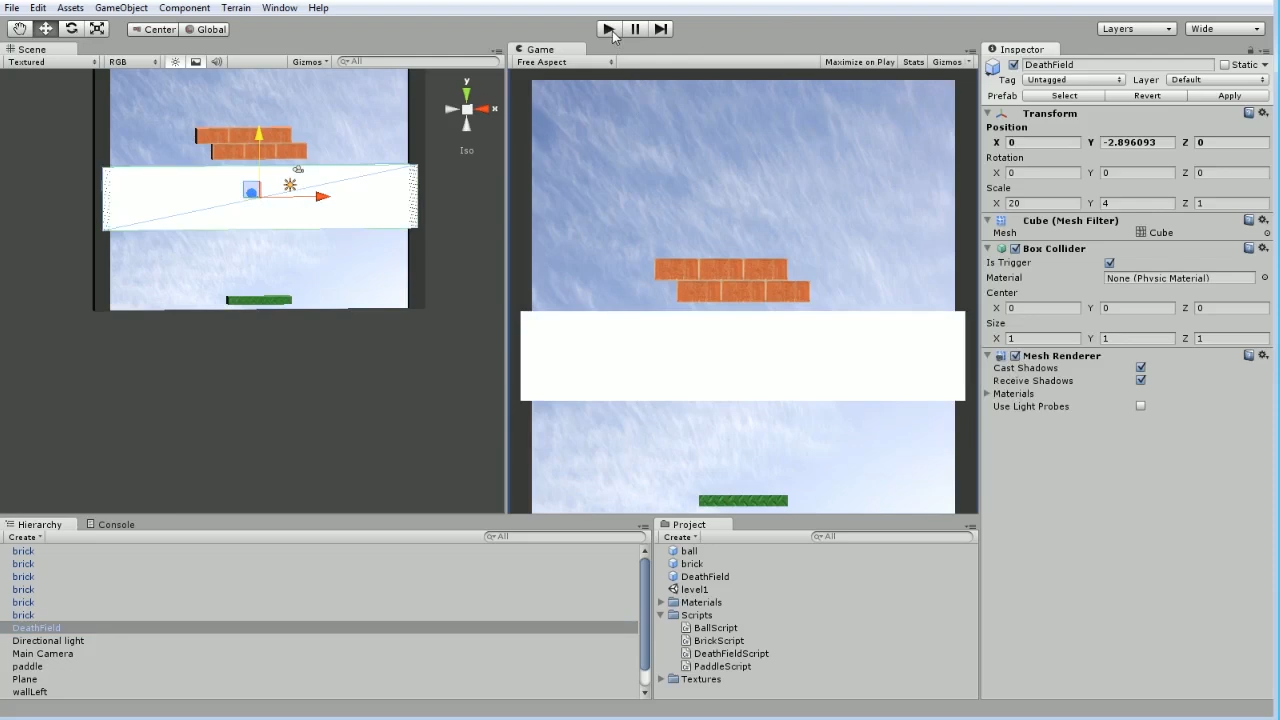 File Edit Assets GameObject Component Terrain Window Help
Center Global Layers Wide
Scene Game Inspector
Textured RGB Gizmos All Free Aspect Maximize on Play Stats Gizmos
DeathField Static
Tag Untagged Layer Default
Prefab Select Revert Apply
Transform
Position
X 0 Y -2.896093 Z 0
Rotation
X 0 Y 0 Z 0
Scale
X 20 Y 4 Z 1
Cube (Mesh Filter)
Mesh Cube
Box Collider
Is Trigger
Material None (Physic Material)
Center
X 0 Y 0 Z 0
Size
X 1 Y 1 Z 1
Mesh Renderer
Cast Shadows
Receive Shadows
Materials
Use Light Probes
y
x
Iso
Hierarchy Console
Create All
brick
brick
brick
brick
brick
brick
DeathField
Directional light
Main Camera
paddle
Plane
wallLeft
Project
Create All
ball
brick
DeathField
level1
Materials
Scripts
BallScript
BrickScript
DeathFieldScript
PaddleScript
Textures